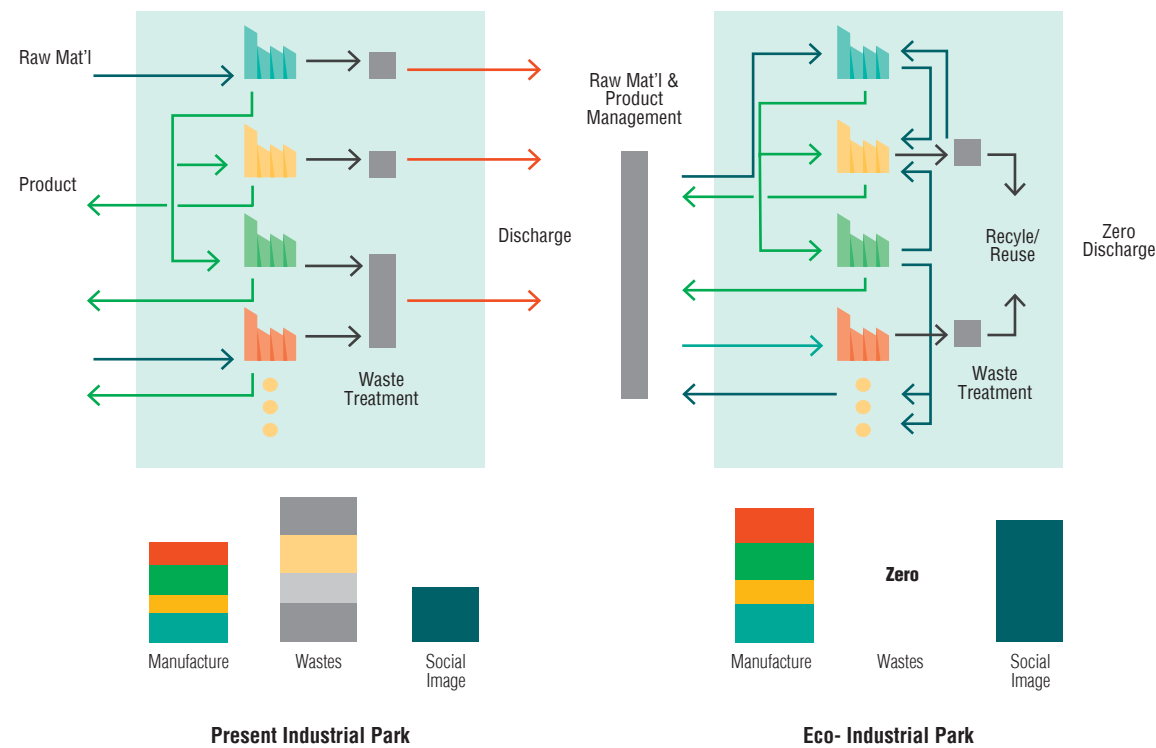 Raw Mat'l
Product
Discharge
Waste
Treatment
Manufacture
Wastes
Social
Image
Present Industrial Park
Raw Mat'l &
Product
Management
Recyle/
Reuse
Zero
Discharge
Waste
Treatment
Zero
Manufacture
Wastes
Social
Image
Eco- Industrial Park